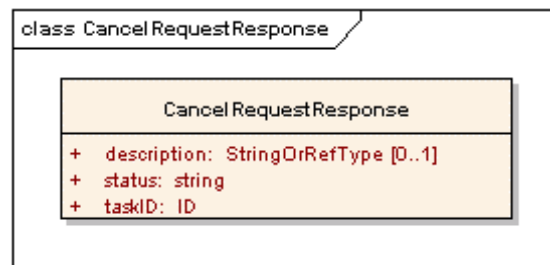 class CancelRequestResponse
CancelRequestResponse
+ description: StringOrRefType [0..1]
+ status: string
+ taskID: ID